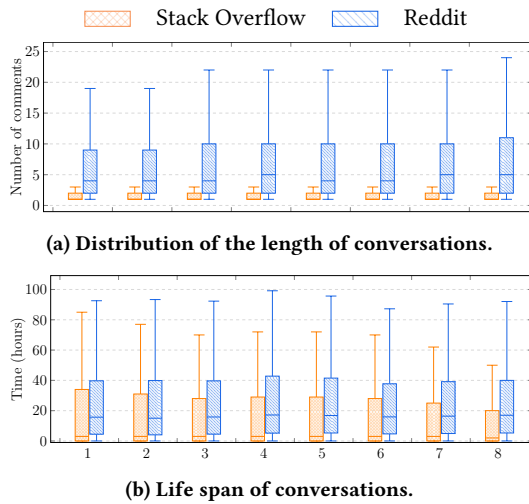 Stack Overflow Reddit
Number of comments
25
20
15
10
5
0
(a) Distribution of the length of conversations.
Time (hours)
100
80
60
40
20
0
1 2 3 4 5 6 7 8
(b) Life span of conversations.